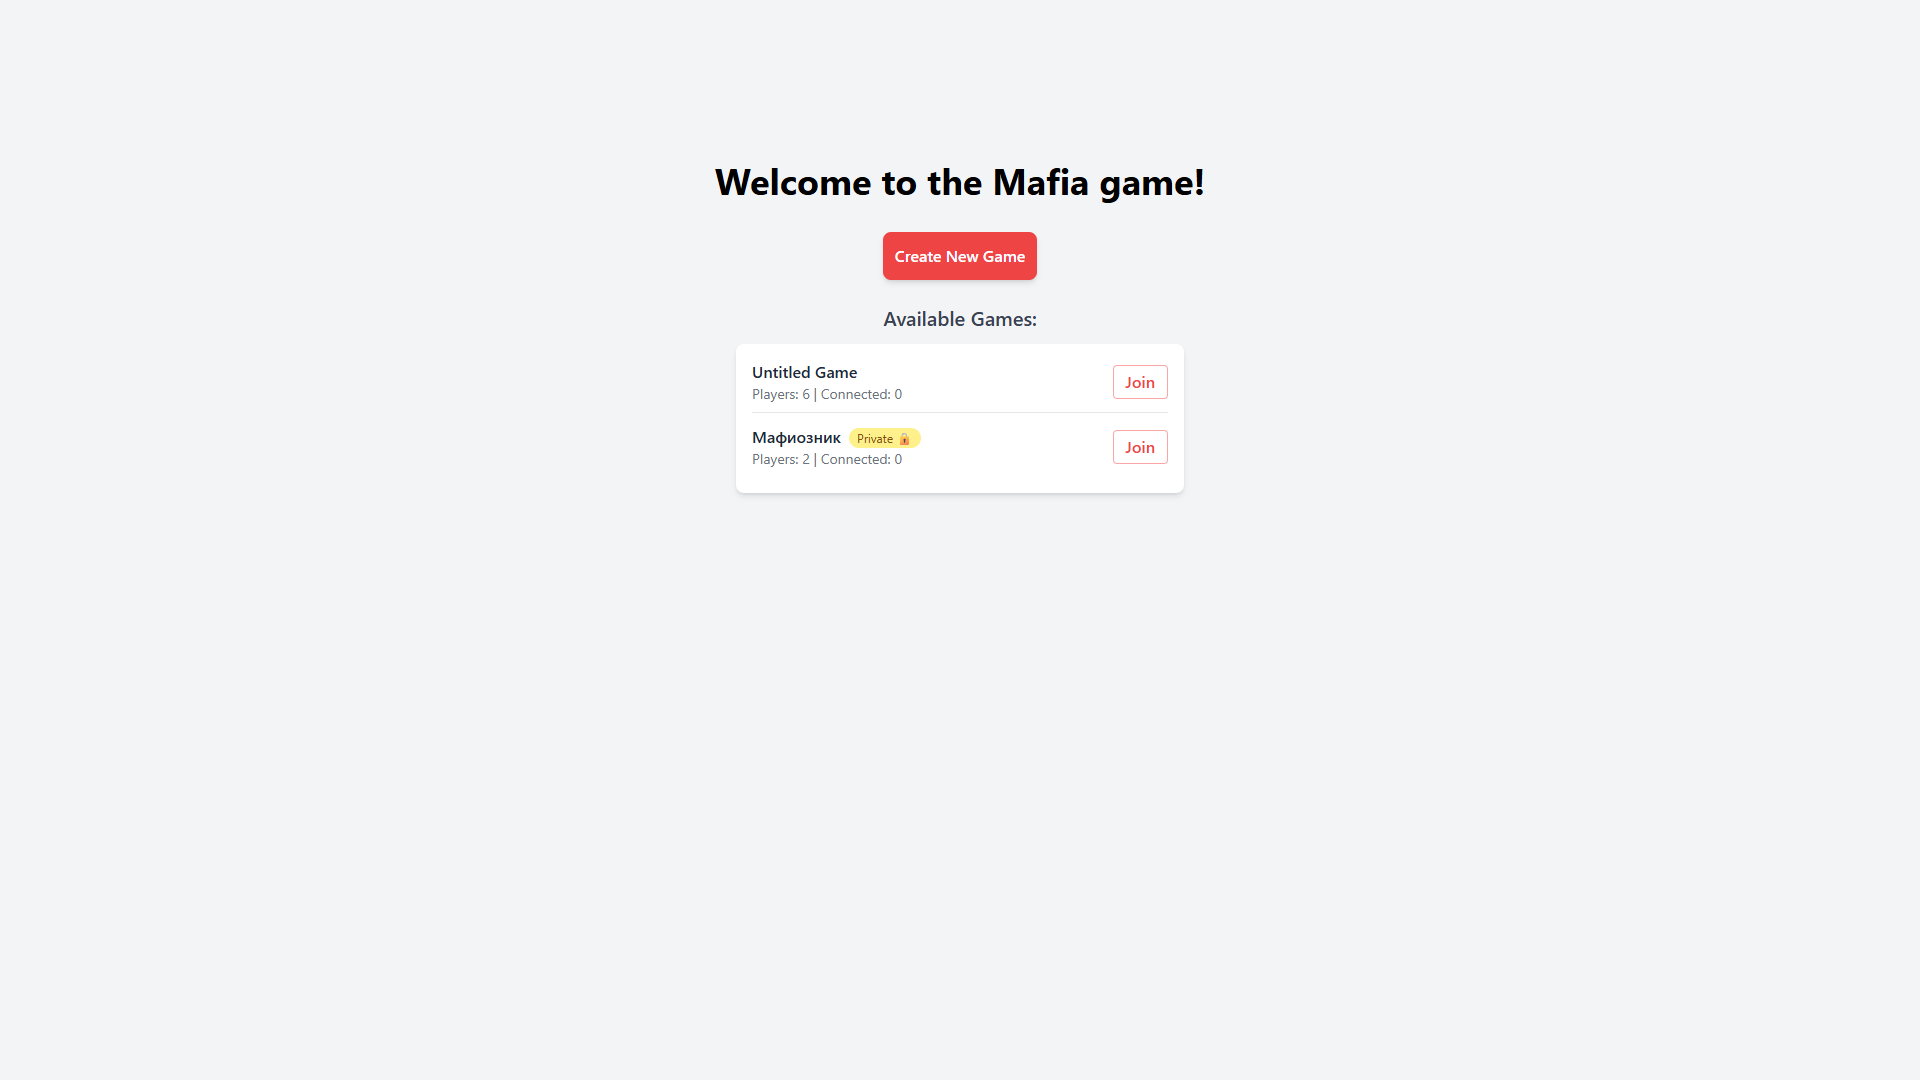 Welcome to the Mafia game!
Create New Game
Available Games:
Untitled Game
Players: 6 | Connected: 0
Join
Мафиозник Private 🔒
Players: 2 | Connected: 0
Join